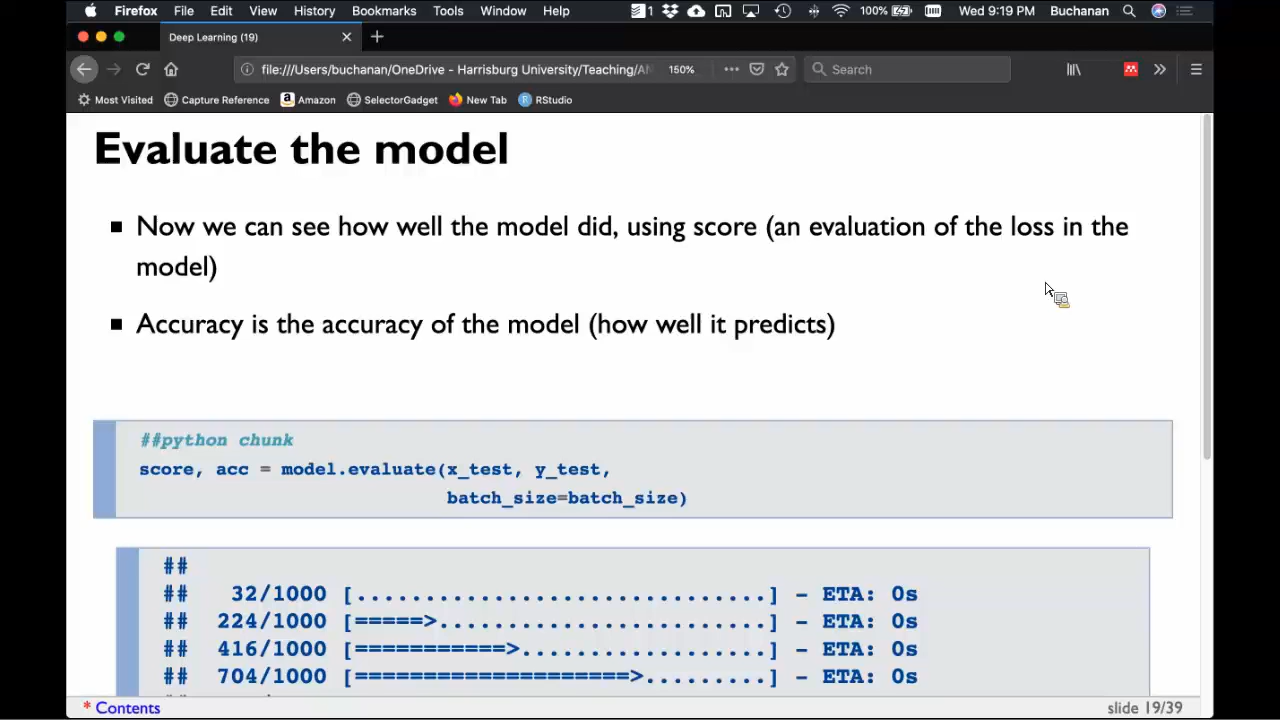 Firefox File Edit View History Bookmarks Tools Window Help 1 100% Wed 9:19 PM Buchanan
Deep Learning (19)
file:///Users/buchanan/OneDrive - Harrisburg University/Teaching/AN 150% Search
Most Visited Capture Reference Amazon SelectorGadget New Tab RStudio
Evaluate the model
Now we can see how well the model did, using score (an evaluation of the loss in the
model)
Accuracy is the accuracy of the model (how well it predicts)
##python chunk
score, acc = model.evaluate(x_test, y_test,
batch_size=batch_size)
##
## 32/1000 [..............................] - ETA: 0s
## 224/1000 [=====>........................] - ETA: 0s
## 416/1000 [===========>..................] - ETA: 0s
## 704/1000 [====================>.........] - ETA: 0s
* Contents slide 19/39